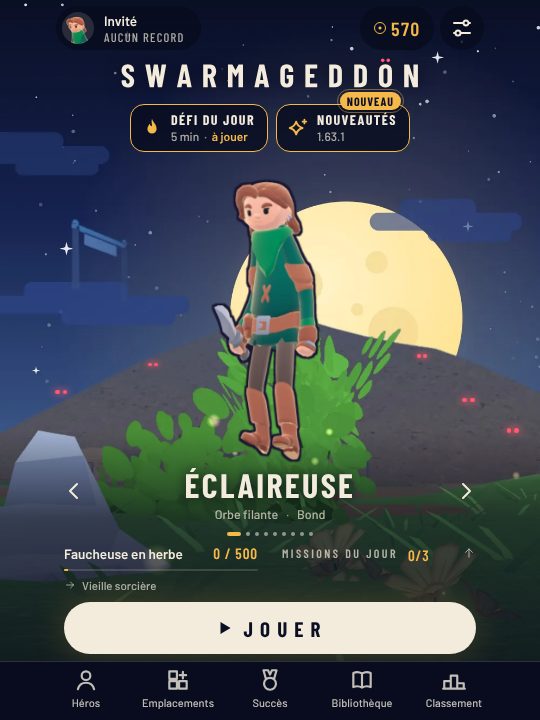 Invité
AUCUN RECORD
570
SWARMAGEDDÖN
NOUVEAU
DÉFI DU JOUR
5 min · à jouer
NOUVEAUTÉS
1.63.1
ÉCLAIREUSE
Orbe filante · Bond
Faucheuse en herbe 0 / 500
MISSIONS DU JOUR 0/3
Vieille sorcière
JOUER
Héros
Emplacements
Succès
Bibliothèque
Classement